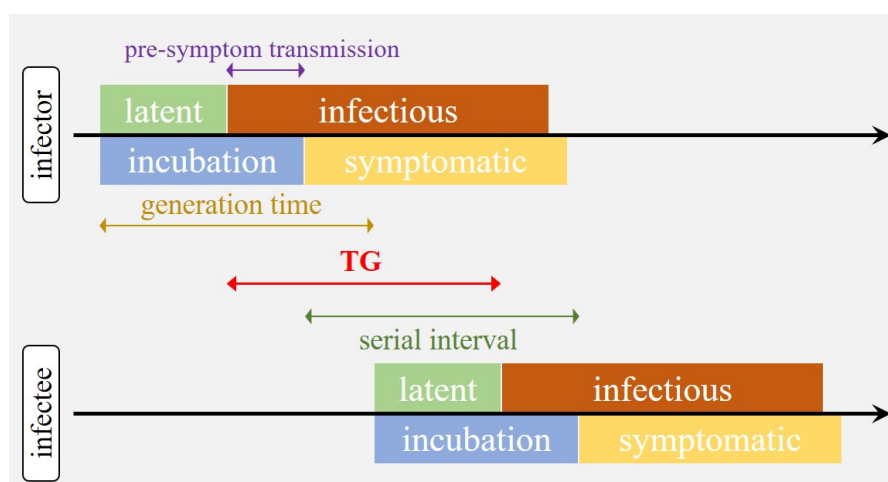 pre-symptom transmission
infector
latent
infectious
incubation
symptomatic
generation time
TG
serial interval
infectee
latent
infectious
incubation
symptomatic